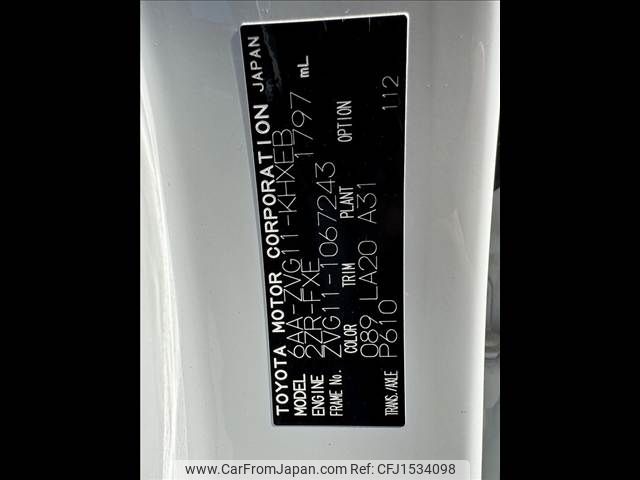 TOYOTA MOTOR CORPORATION JAPAN
MODEL 6AA-ZVG11-KHXEB
ENGINE 2ZR-FXE 1797 mL
FRAME No. ZVG11-1067243
COLOR TRIM PLANT OPTION
089 LA20 A31 112
TRANS./AXLE P610
www.CarFromJapan.com - CFJ1534098